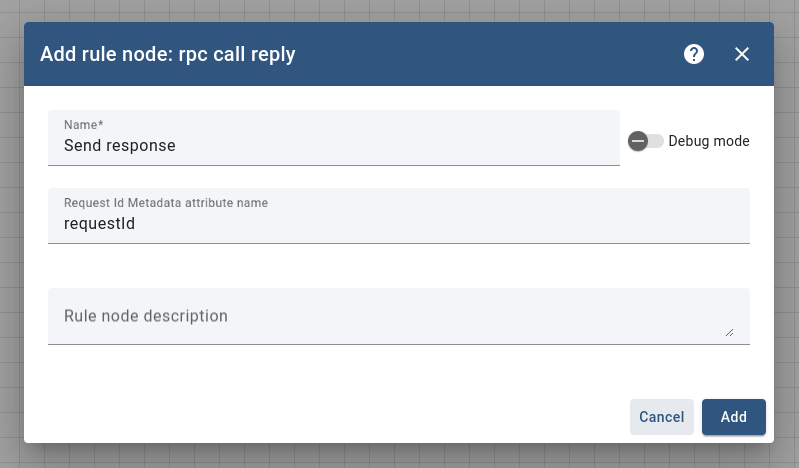 Add rule node: rpc call reply
Name*
Send response
Debug mode
Request Id Metadata attribute name
requestId
Rule node description
Cancel
Add